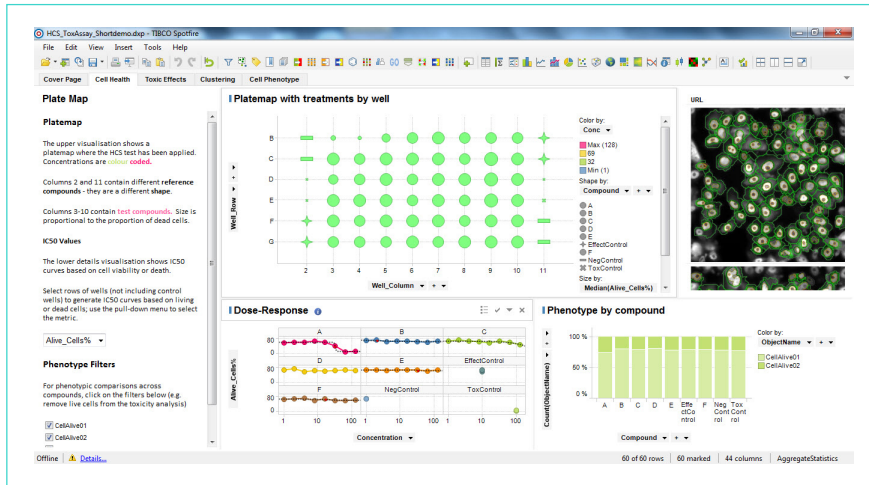 HCS_ToxAssay_Shortdemo.dxp - TIBCO Spotfire
File Edit View Insert Tools Help
Cover Page Cell Health Toxic Effects Clustering Cell Phenotype
Plate Map
Platemap
The upper visualisation shows a
platemap where the HCS test has been applied.
Concentrations are colour coded.
Columns 2 and 11 contain different reference
compounds - they are a different shape.
Columns 3-10 contain test compounds. Size is
proportional to the proportion of dead cells.
IC50 Values
The lower details visualisation shows IC50
curves based on cell viability or death.
Select rows of wells (not including control
wells) to generate IC50 curves based on living
or dead cells; use the pull-down menu to select
the metric.
Alive_Cells%
Phenotype Filters
For phenotypic comparisons across
compounds, click on the filters below (e.g.
remove live cells from the toxicity analysis)
CellAlive01
CellAlive02
Platemap with treatments by well
Well_Row
B
C
D
E
F
G
2 3 4 5 6 7 8 9 10 11
Well_Column
Color by:
Conc
Max (128)
69
32
Min (1)
Shape by:
Compound
A
B
C
D
E
EffectControl
F
NegControl
ToxControl
Size by:
Median(Alive_Cells%)
URL
Dose-Response
Alive_Cells%
A B C
80
0
D E EffectControl
80
0
F NegControl ToxControl
80
0
1 10 100 1 10 100 1 10 100
Concentration
Phenotype by compound
Count(ObjectName)
100 %
50 %
0 %
A B C D E Effe ctCo ntrol F Neg Cont rol Tox Cont rol
Compound
Color by:
ObjectName
CellAlive01
CellAlive02
Offline Details... 60 of 60 rows 60 marked 44 columns AggregateStatistics